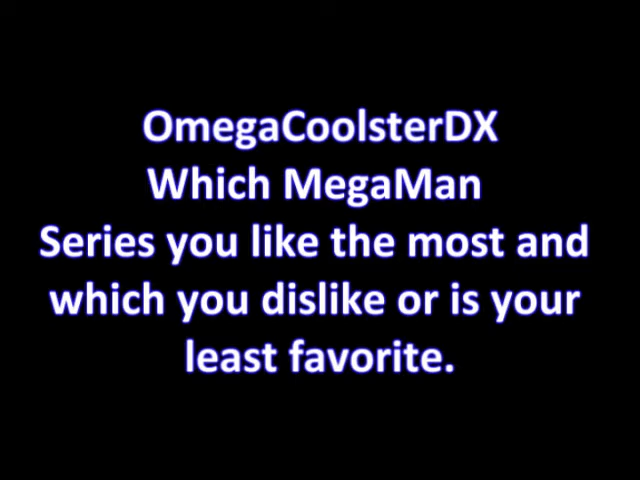 OmegaCoolsterDX
Which MegaMan
Series you like the most and
which you dislike or is your
least favorite.